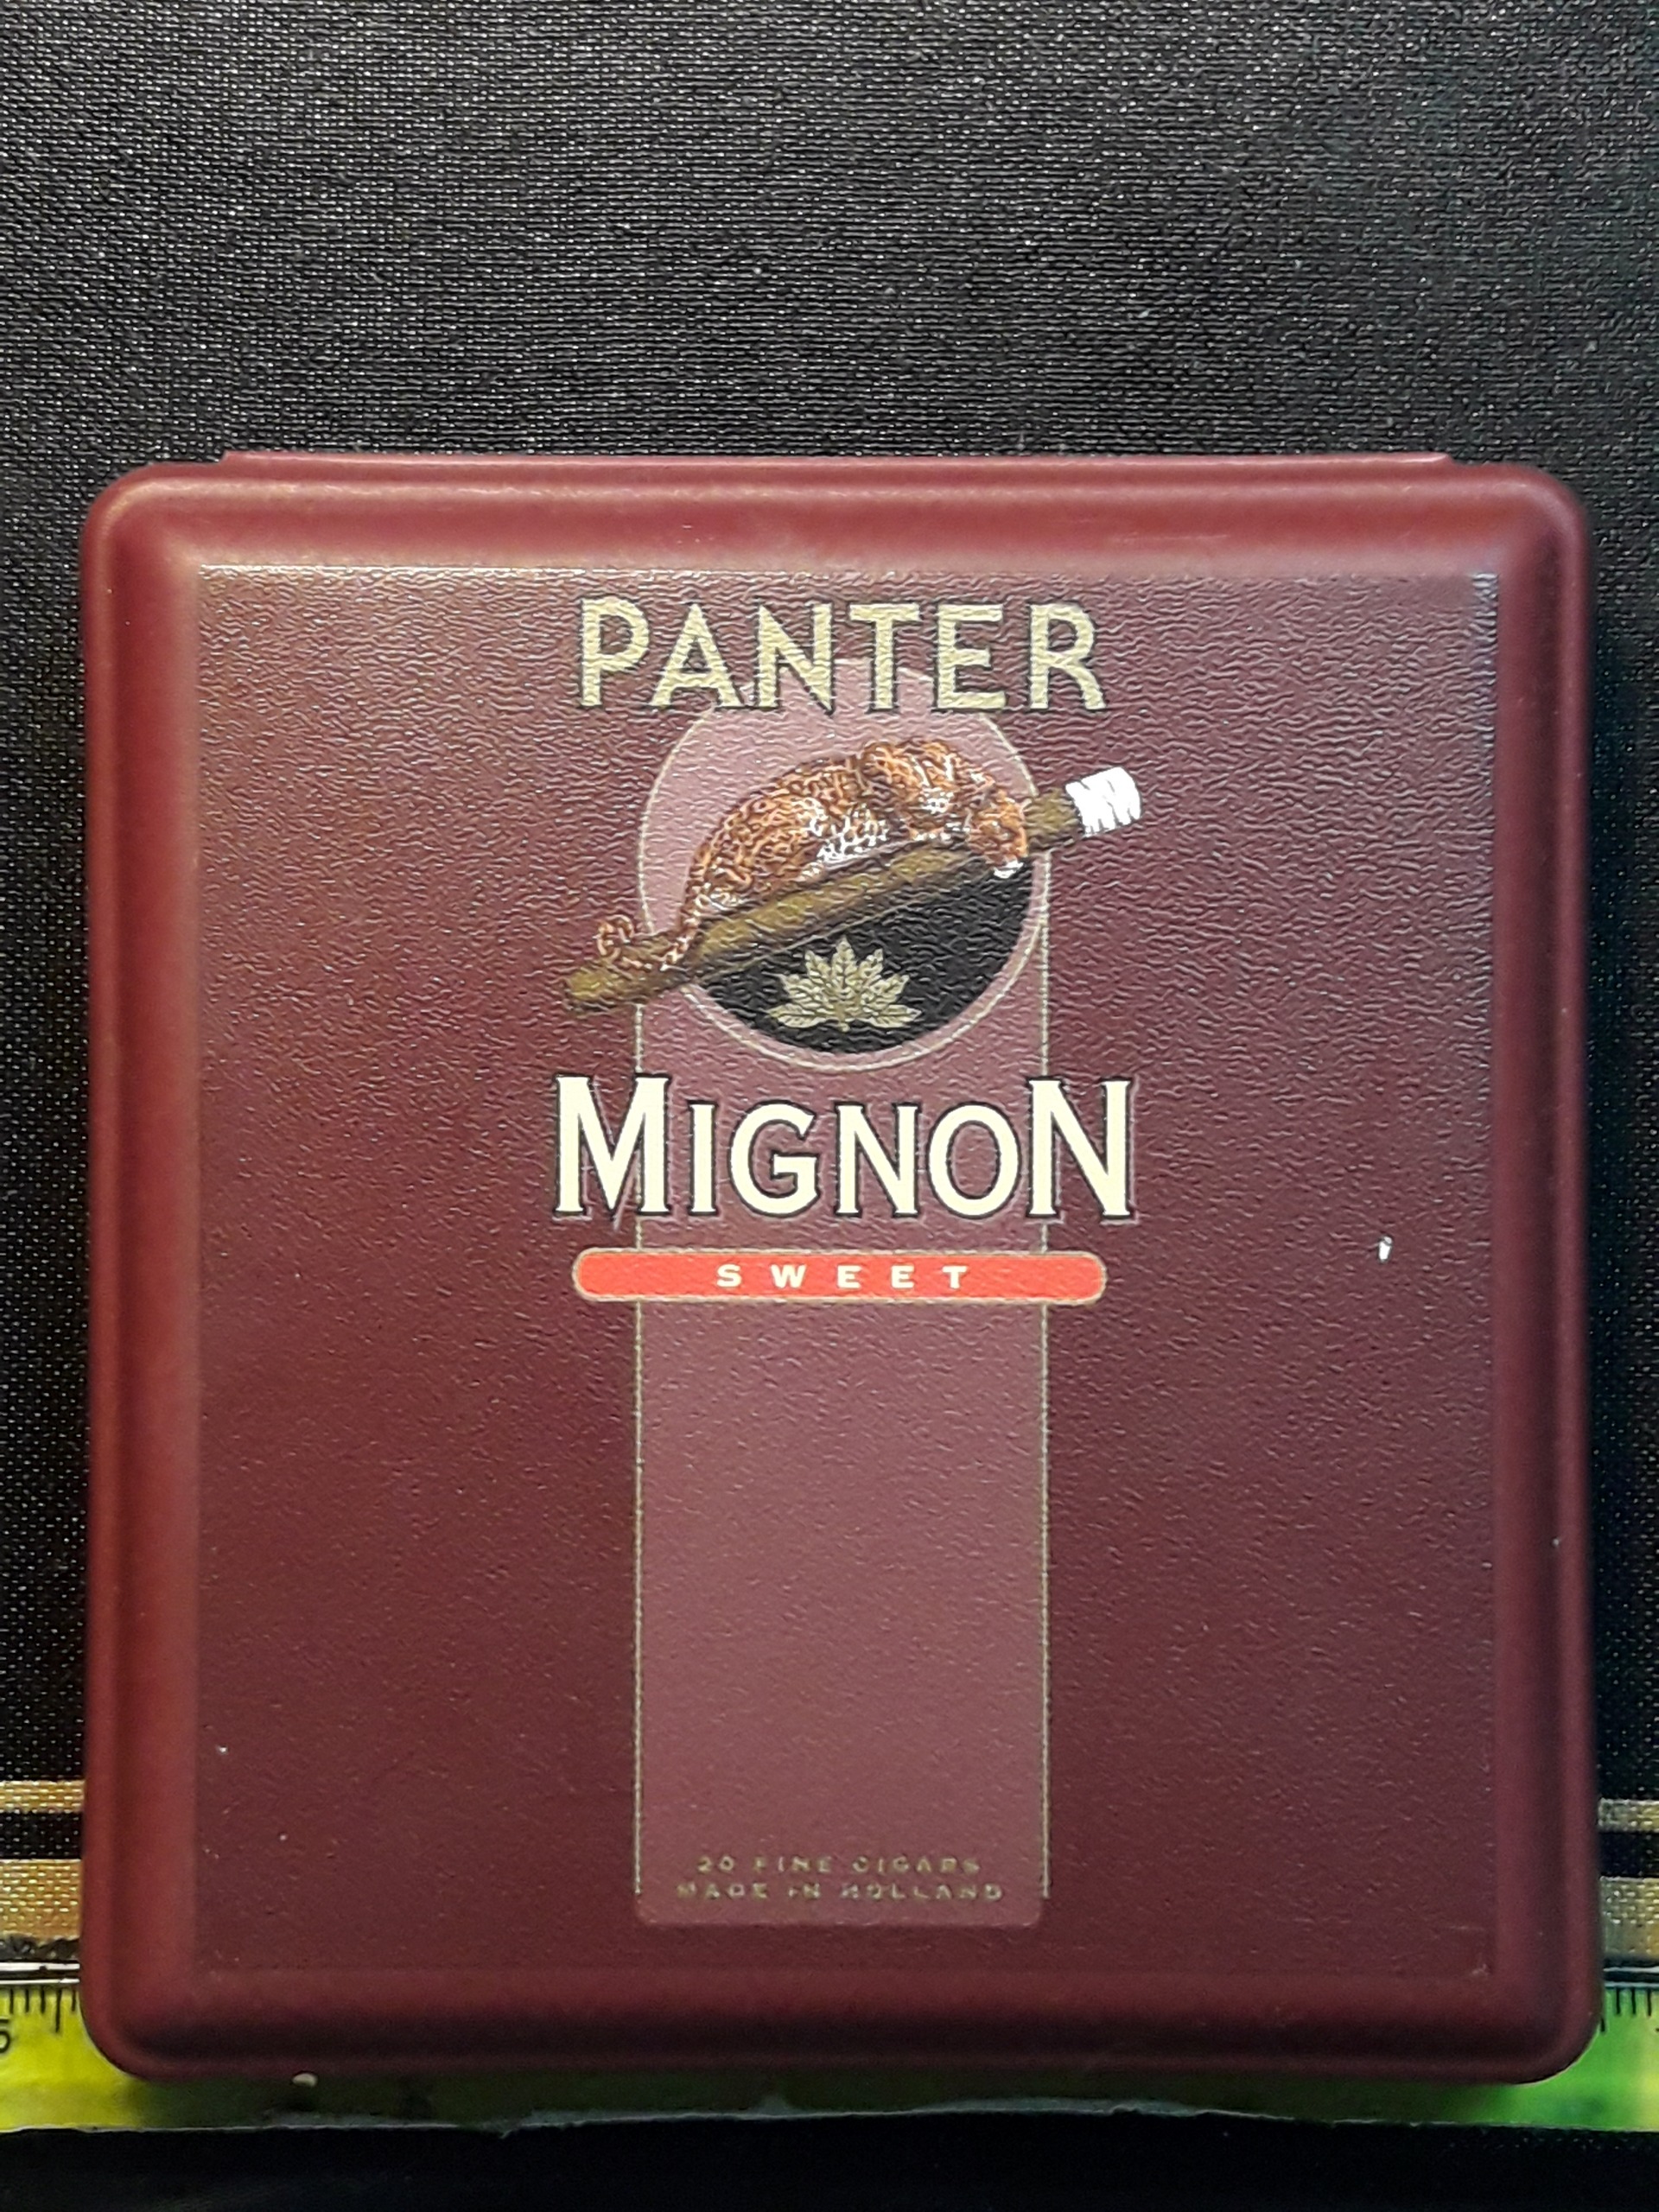 PANTER
MIGNON
SWEET
20 FINE CIGARS
MADE IN HOLLAND